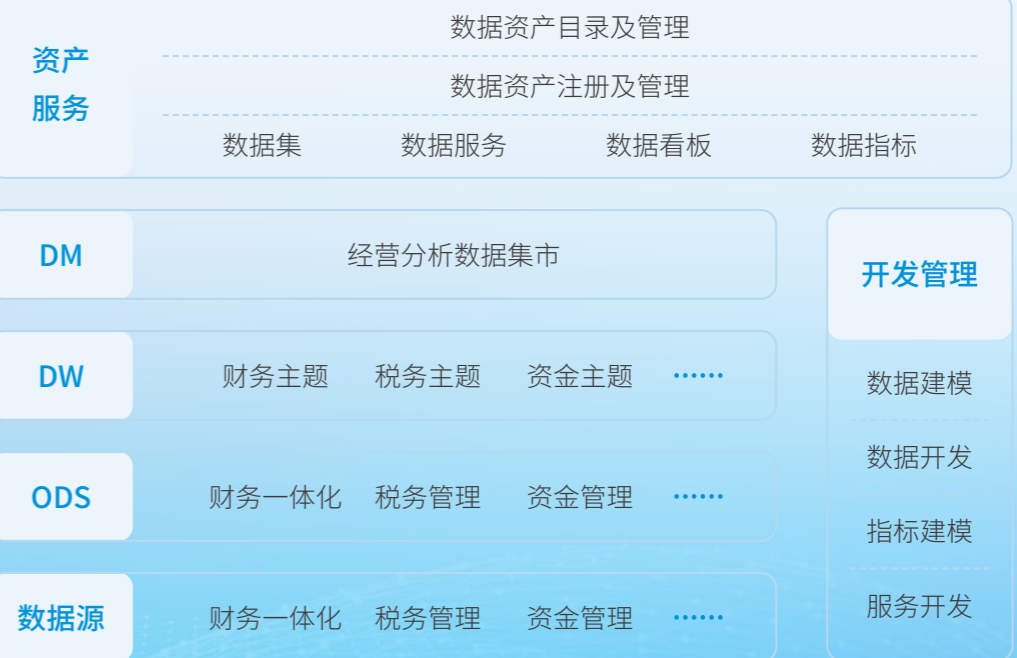 资产
服务
数据资产目录及管理
数据资产注册及管理
数据集 数据服务 数据看板 数据指标
DM
经营分析数据集市
DW
财务主题 税务主题 资金主题 ······
ODS
财务一体化 税务管理 资金管理 ······
数据源
财务一体化 税务管理 资金管理 ······
开发管理
数据建模
数据开发
指标建模
服务开发